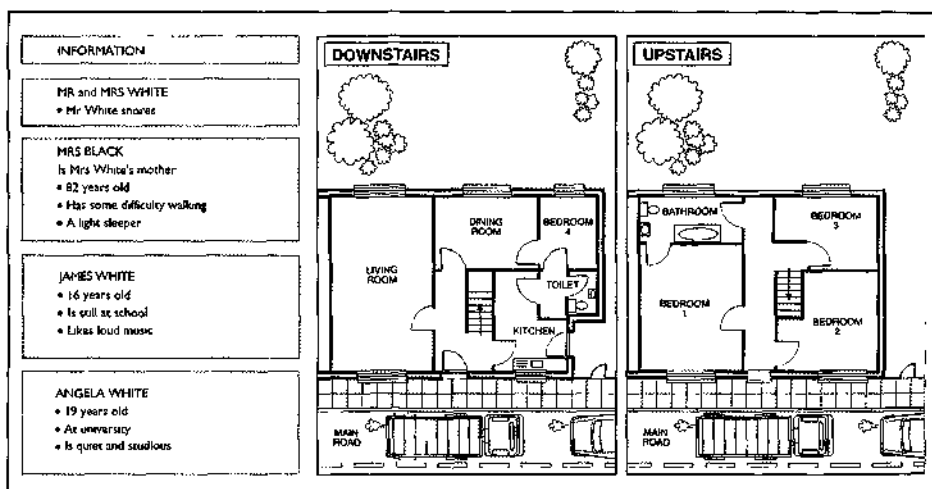 INFORMATION
MR and MRS WHITE
• Mr White snores
MRS BLACK
Is Mrs White's mother
• 82 years old
• Has some difficulty walking
• A light sleeper
JAMES WHITE
• 16 years old
• Is still at school
• Likes loud music
ANGELA WHITE
• 19 years old
• At university
• Is quiet and studious
DOWNSTAIRS
DINING
ROOM
BEDROOM
4
LIVING
ROOM
TOILET
KITCHEN
MAIN
ROAD
UPSTAIRS
BATHROOM
BEDROOM
3
BEDROOM
1
BEDROOM
2
MAIN
ROAD